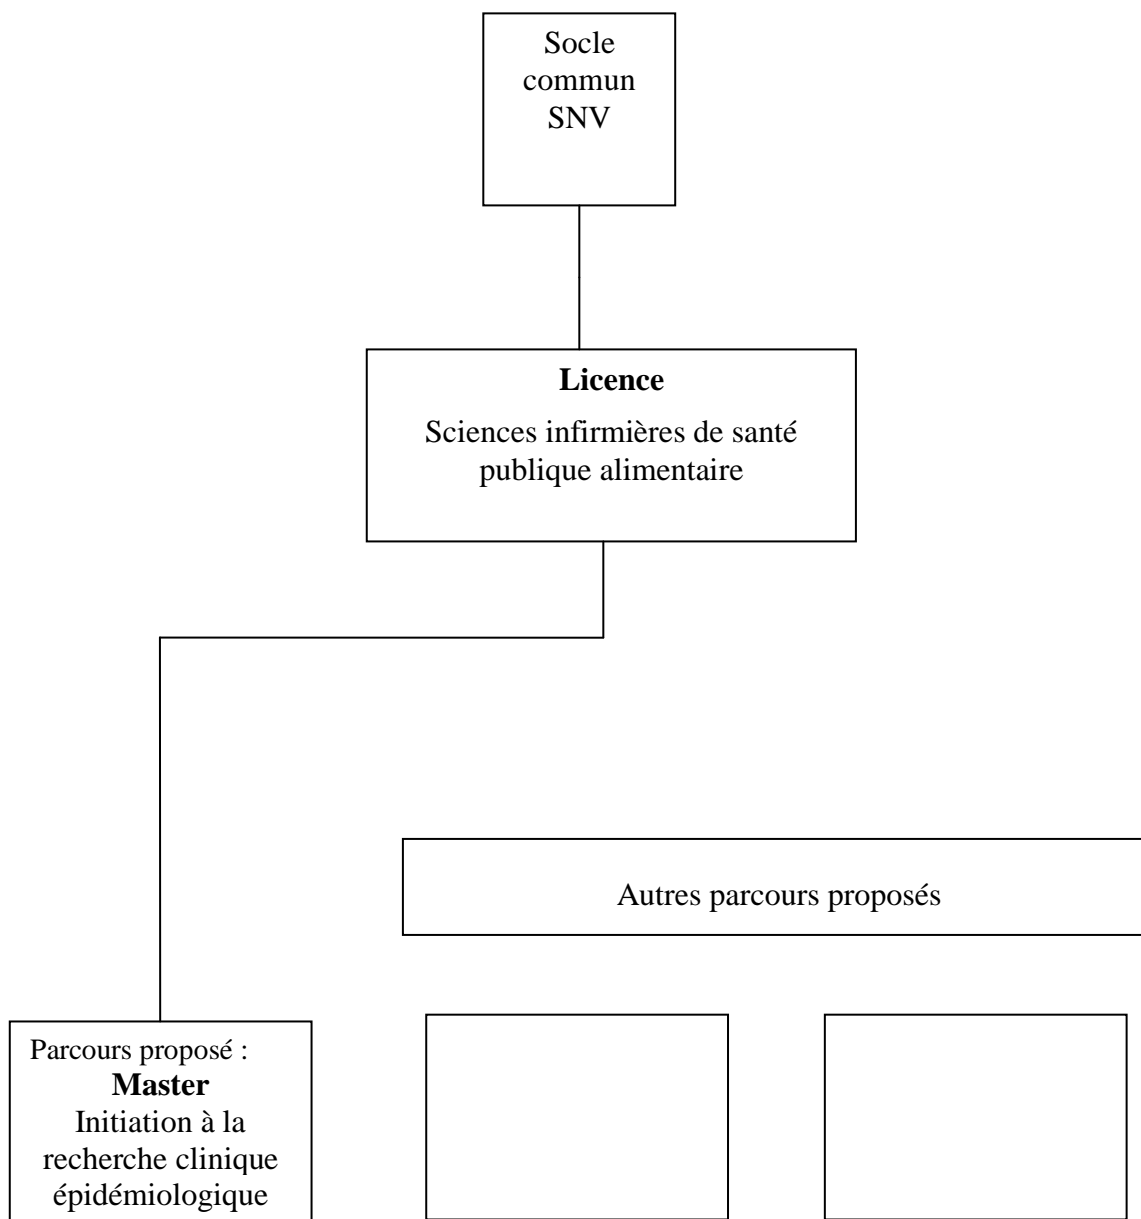 Socle
commun
SNV
Licence
Sciences infirmières de santé
publique alimentaire
Autres parcours proposés
Parcours proposé :
Master
Initiation à la
recherche clinique
épidémiologique